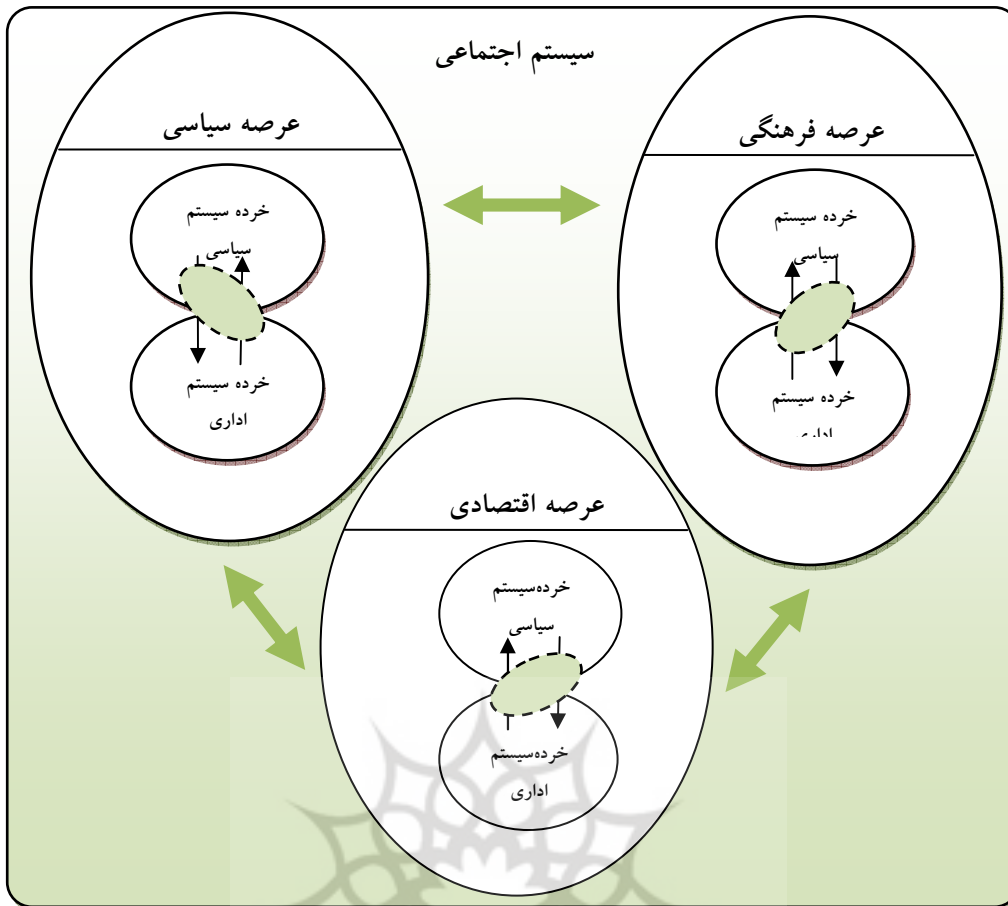 سیستم اجتماعی
عرصه فرهنگی
خرده سیستم
سیاسی
خرده سیستم
اداری
عرصه سیاسی
خرده سیستم
سیاسی
خرده سیستم
اداری
عرصه اقتصادی
خرده‌سیستم
سیاسی
خرده‌سیستم
اداری